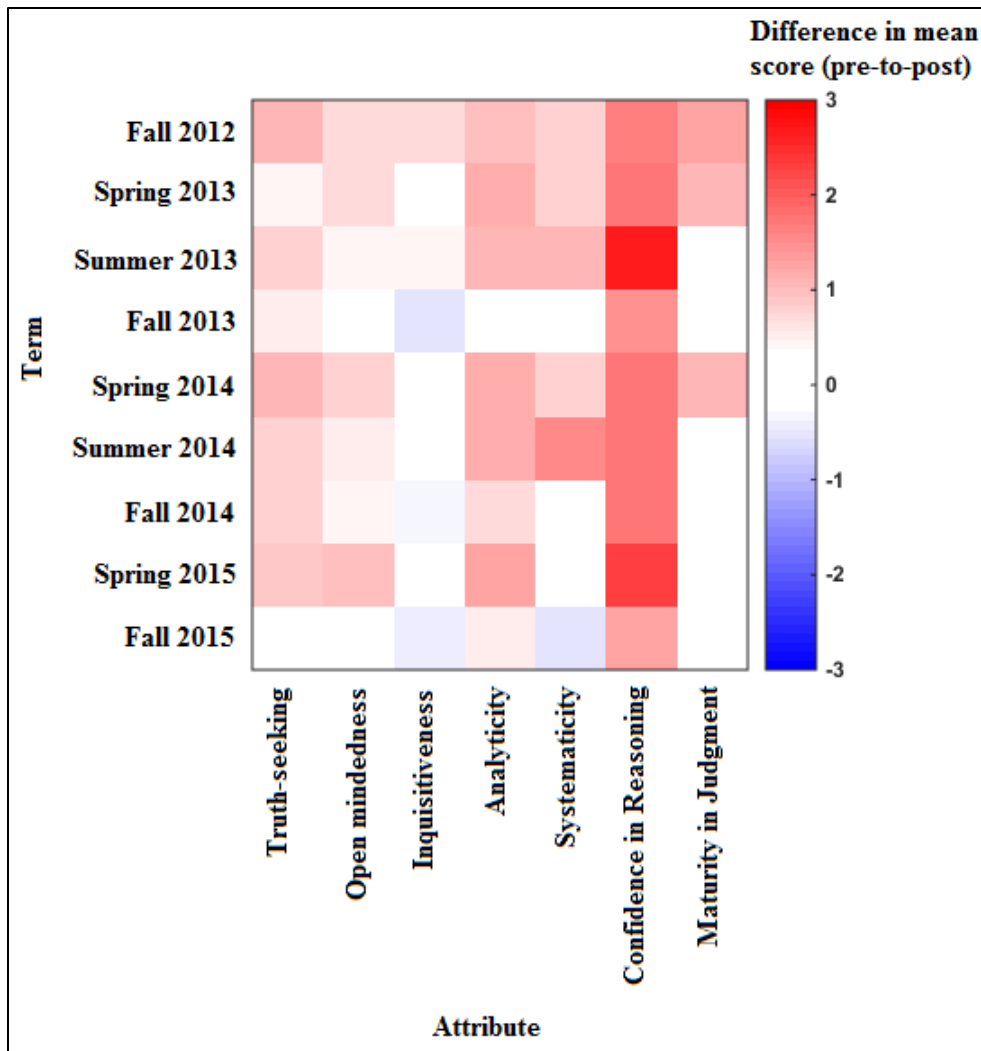 Difference in mean
score (pre-to-post)
3
2
1
0
-1
-2
-3
Term
Fall 2012
Spring 2013
Summer 2013
Fall 2013
Spring 2014
Summer 2014
Fall 2014
Spring 2015
Fall 2015
Truth-seeking
Open mindedness
Inquisitiveness
Analyticity
Systematicity
Confidence in Reasoning
Maturity in Judgment
Attribute